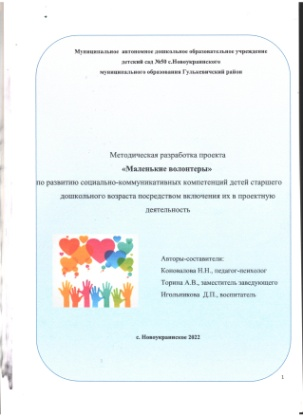 Муниципальное автономное дошкольное образовательное учреждение
детский сад №50 с.Новоукраинского
муниципального образования Гулькевичский район
Методическая разработка проекта
«Маленькие волонтеры»
по развитию социально-коммуникативных компетенций детей старшего
дошкольного возраста посредством включения их в проектную
деятельность
Авторы-составители:
Коновалова Н.Н., педагог-психолог
Торина А.В., заместитель заведующего
Игольникова Д.П., воспитатель
с. Новоукраинское 2022
1